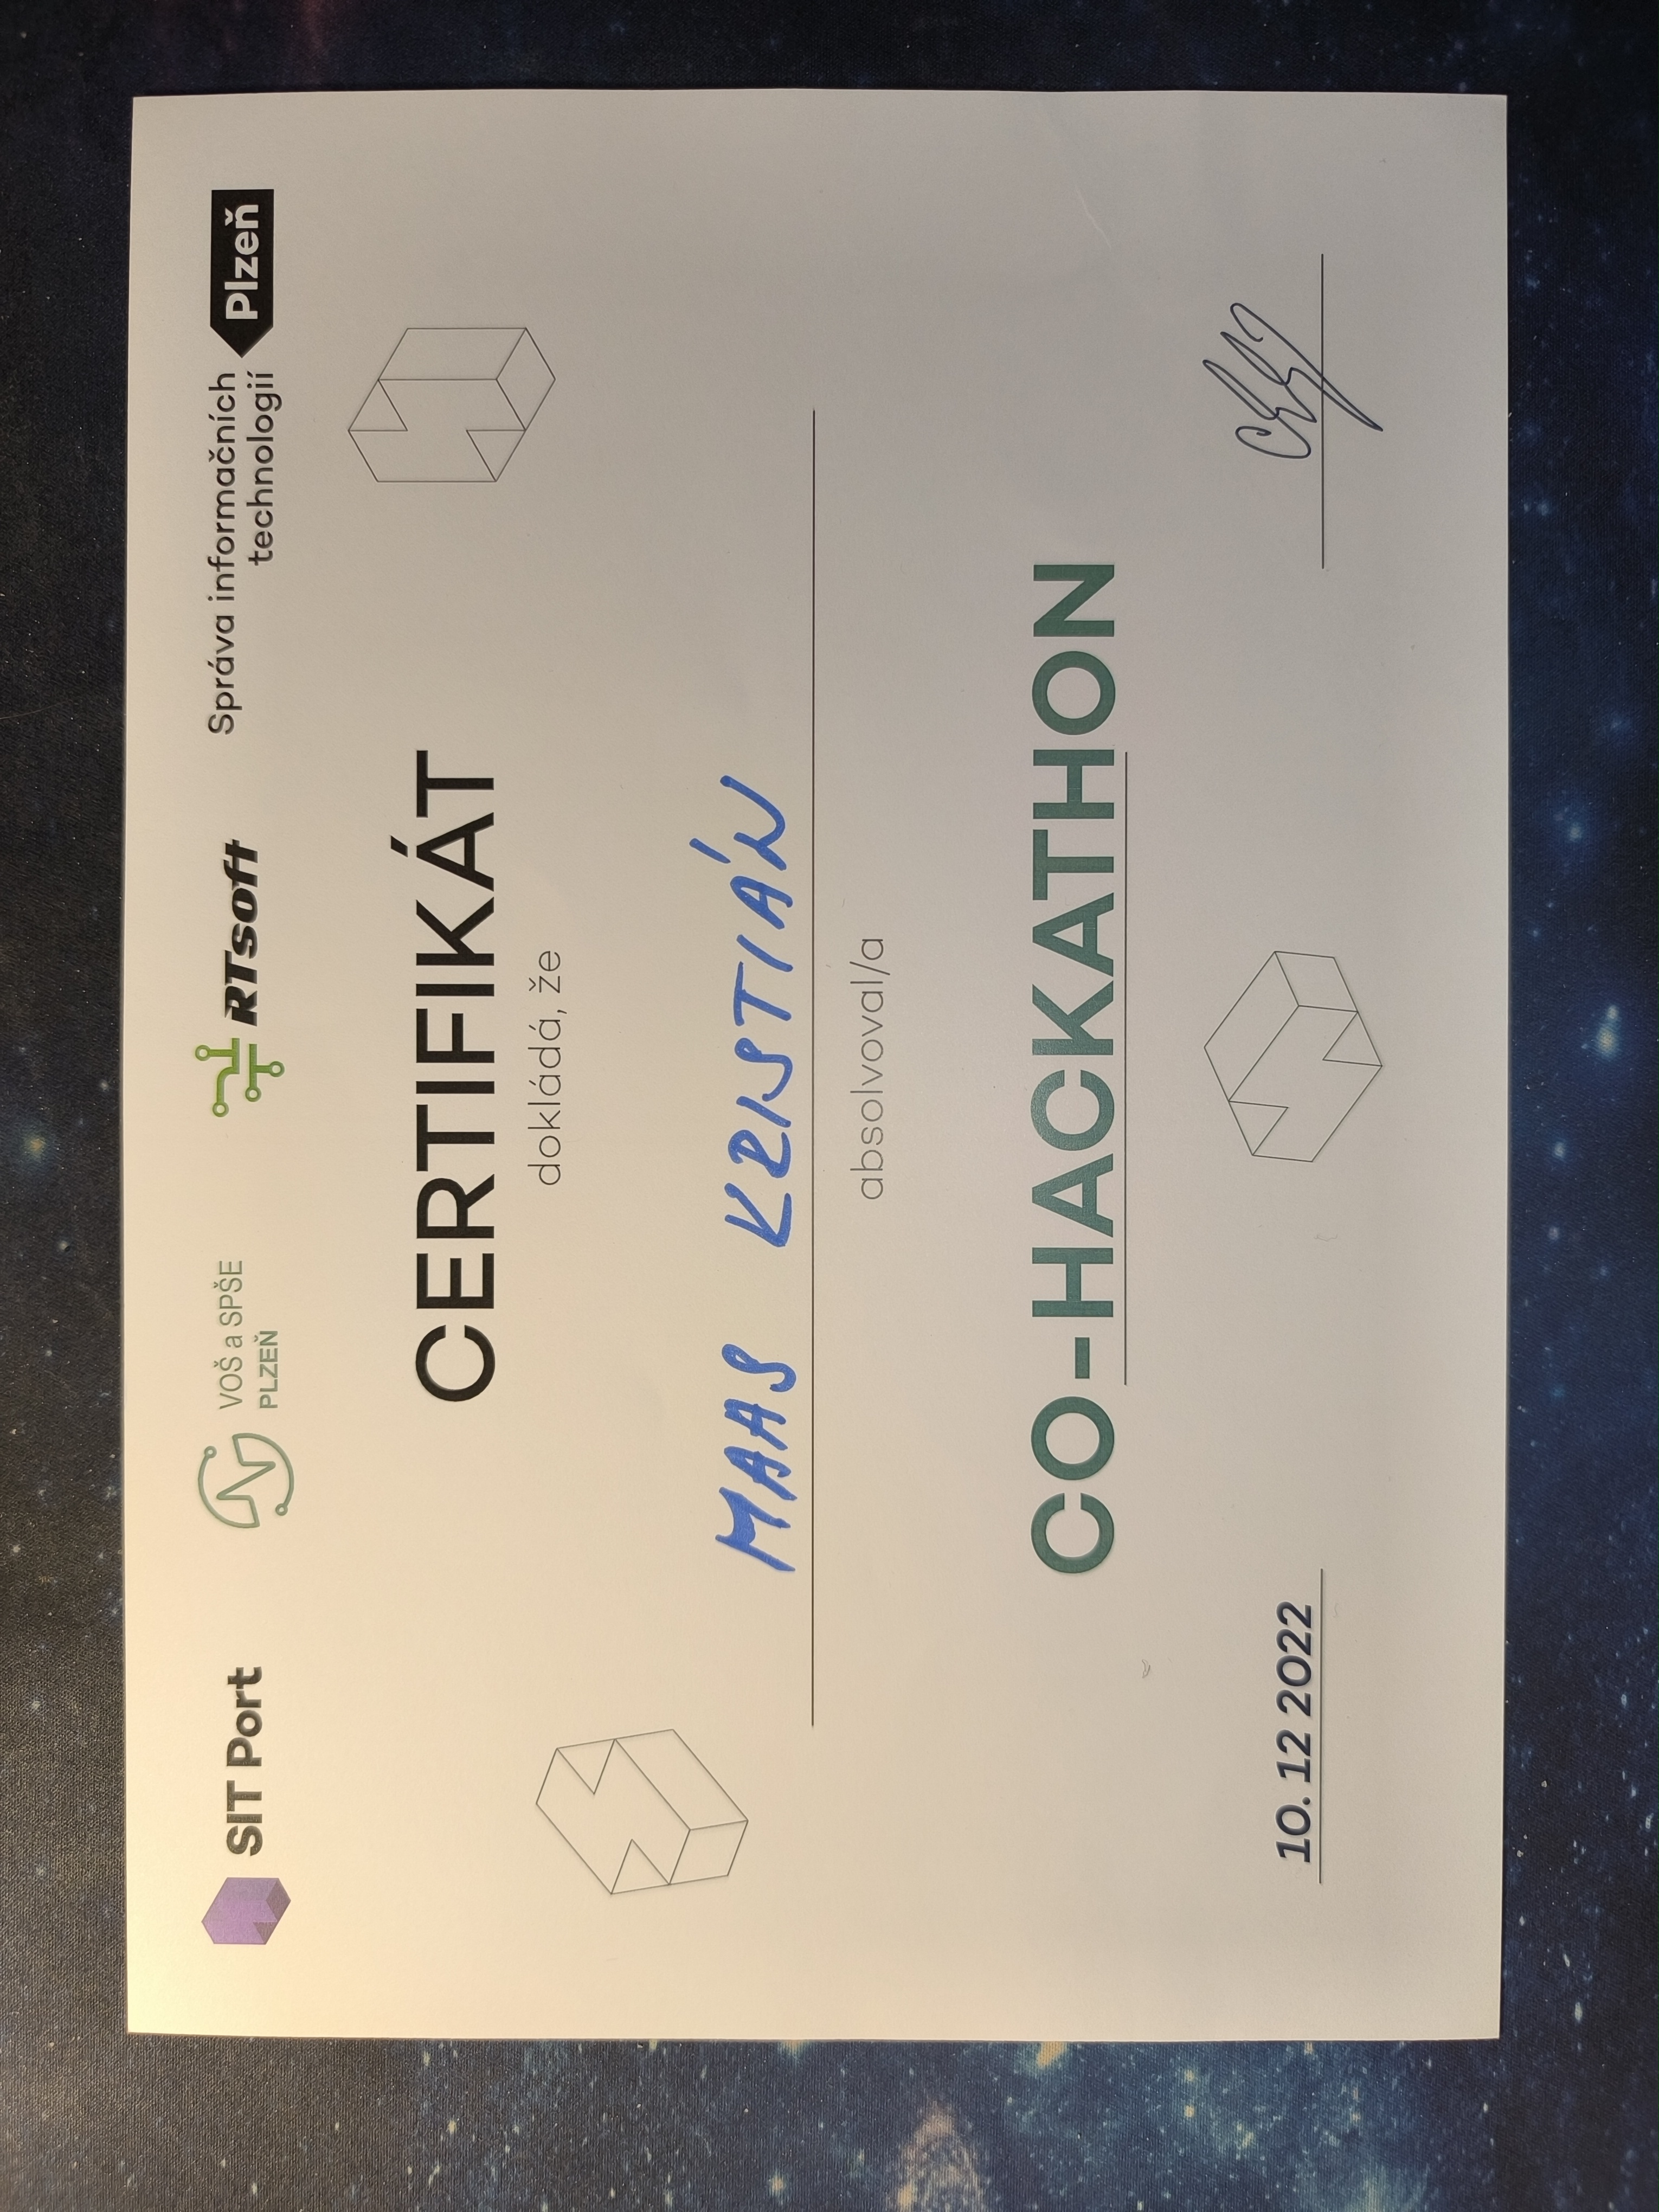 SIT Port
VOŠ a SPŠE
PLZEŇ
RTsoft
Správa informačních
technologií
Plzeň
CERTIFIKÁT
dokládá, že
MAAS KRISTIÁN
absolvoval/a
CO-HACKATHON
10. 12 2022